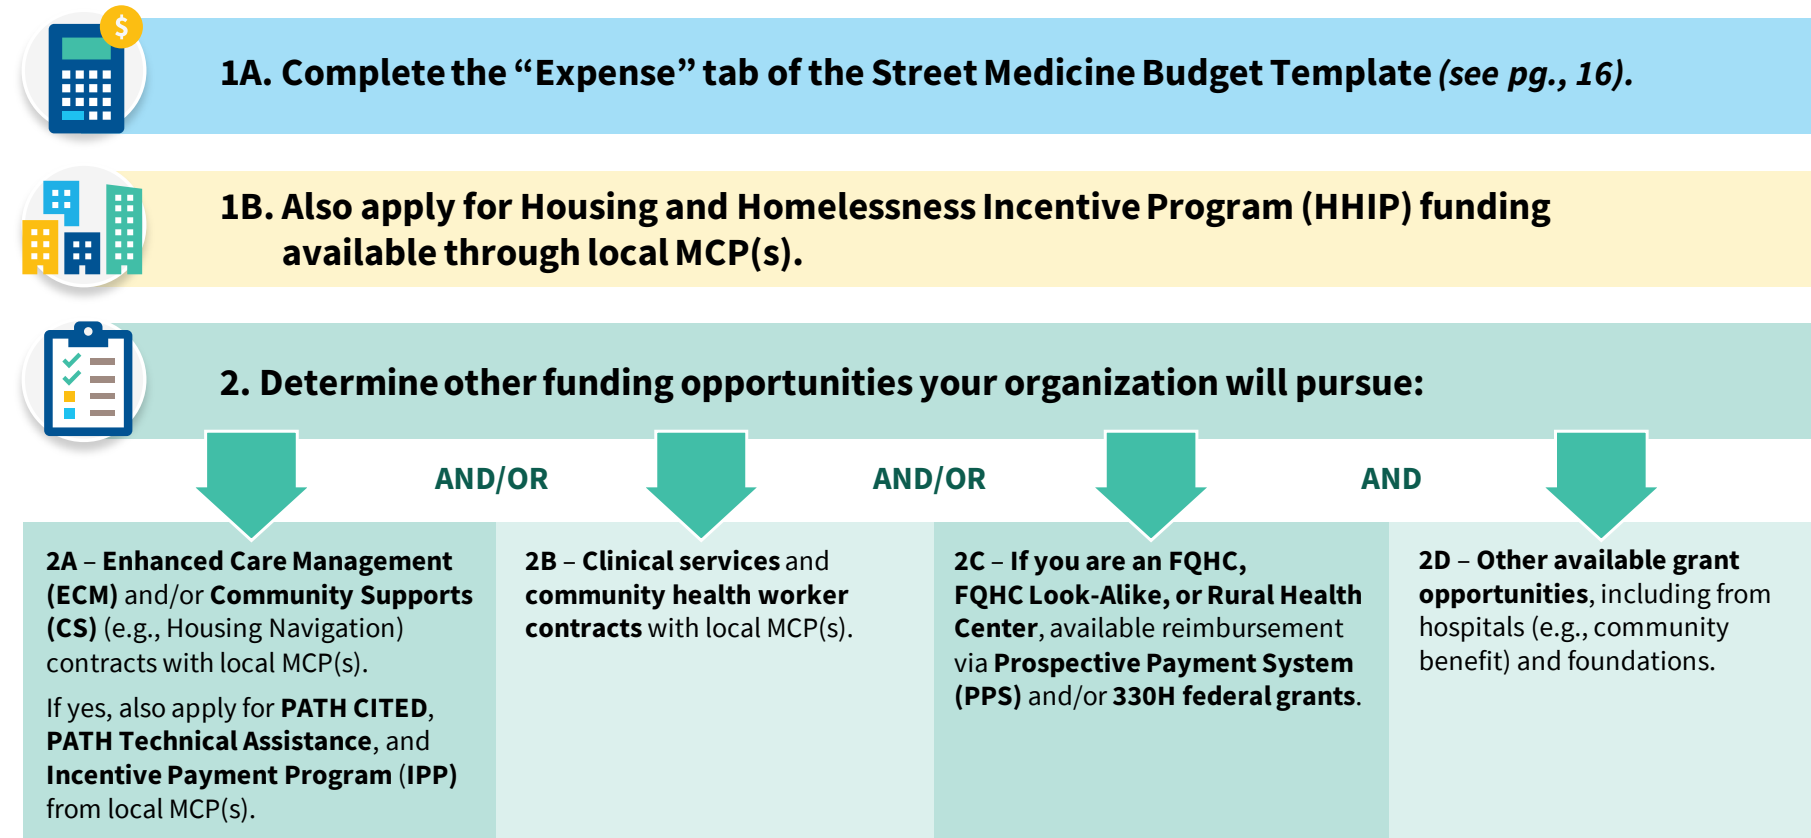 $
1A. Complete the “Expense” tab of the Street Medicine Budget Template (see pg., 16).
1B. Also apply for Housing and Homelessness Incentive Program (HHIP) funding
available through local MCP(s).
2. Determine other funding opportunities your organization will pursue:
AND/OR
AND/OR
AND
2A – Enhanced Care Management
(ECM) and/or Community Supports
(CS) (e.g., Housing Navigation)
contracts with local MCP(s).
If yes, also apply for PATH CITED,
PATH Technical Assistance, and
Incentive Payment Program (IPP)
from local MCP(s).
2B – Clinical services and
community health worker
contracts with local MCP(s).
2C – If you are an FQHC,
FQHC Look-Alike, or Rural Health
Center, available reimbursement
via Prospective Payment System
(PPS) and/or 330H federal grants.
2D – Other available grant
opportunities, including from
hospitals (e.g., community
benefit) and foundations.